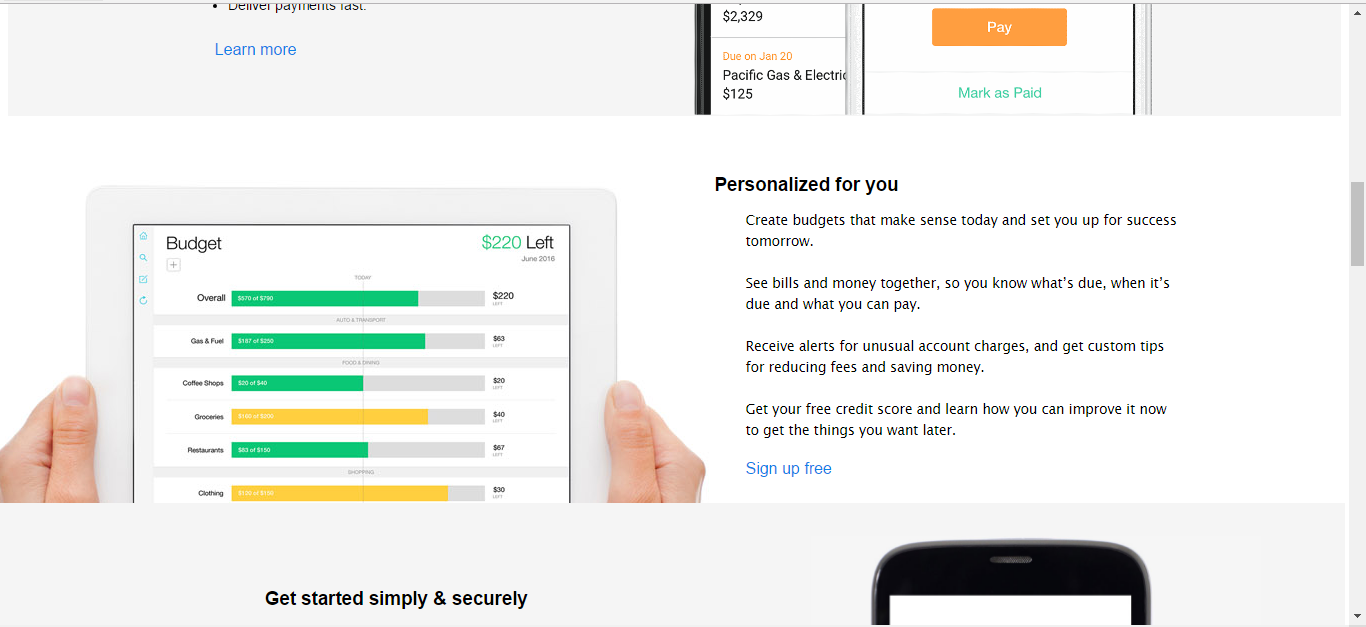 Deliver payments fast.
Learn more
$2,329
Due on Jan 20
Pacific Gas & Electric
$125
Pay
Mark as Paid
Budget
$220 Left
June 2016
TODAY
Overall $570 of $790 $220
LEFT
AUTO & TRANSPORT
Gas & Fuel $187 of $250 $63
LEFT
FOOD & DINING
Coffee Shops $20 of $40 $20
LEFT
Groceries $160 of $200 $40
LEFT
Restaurants $83 of $150 $67
LEFT
SHOPPING
Clothing $30
LEFT
Personalized for you
Create budgets that make sense today and set you up for success
tomorrow.
See bills and money together, so you know what’s due, when it’s
due and what you can pay.
Receive alerts for unusual account charges, and get custom tips
for reducing fees and saving money.
Get your free credit score and learn how you can improve it now
to get the things you want later.
Sign up free
Get started simply & securely